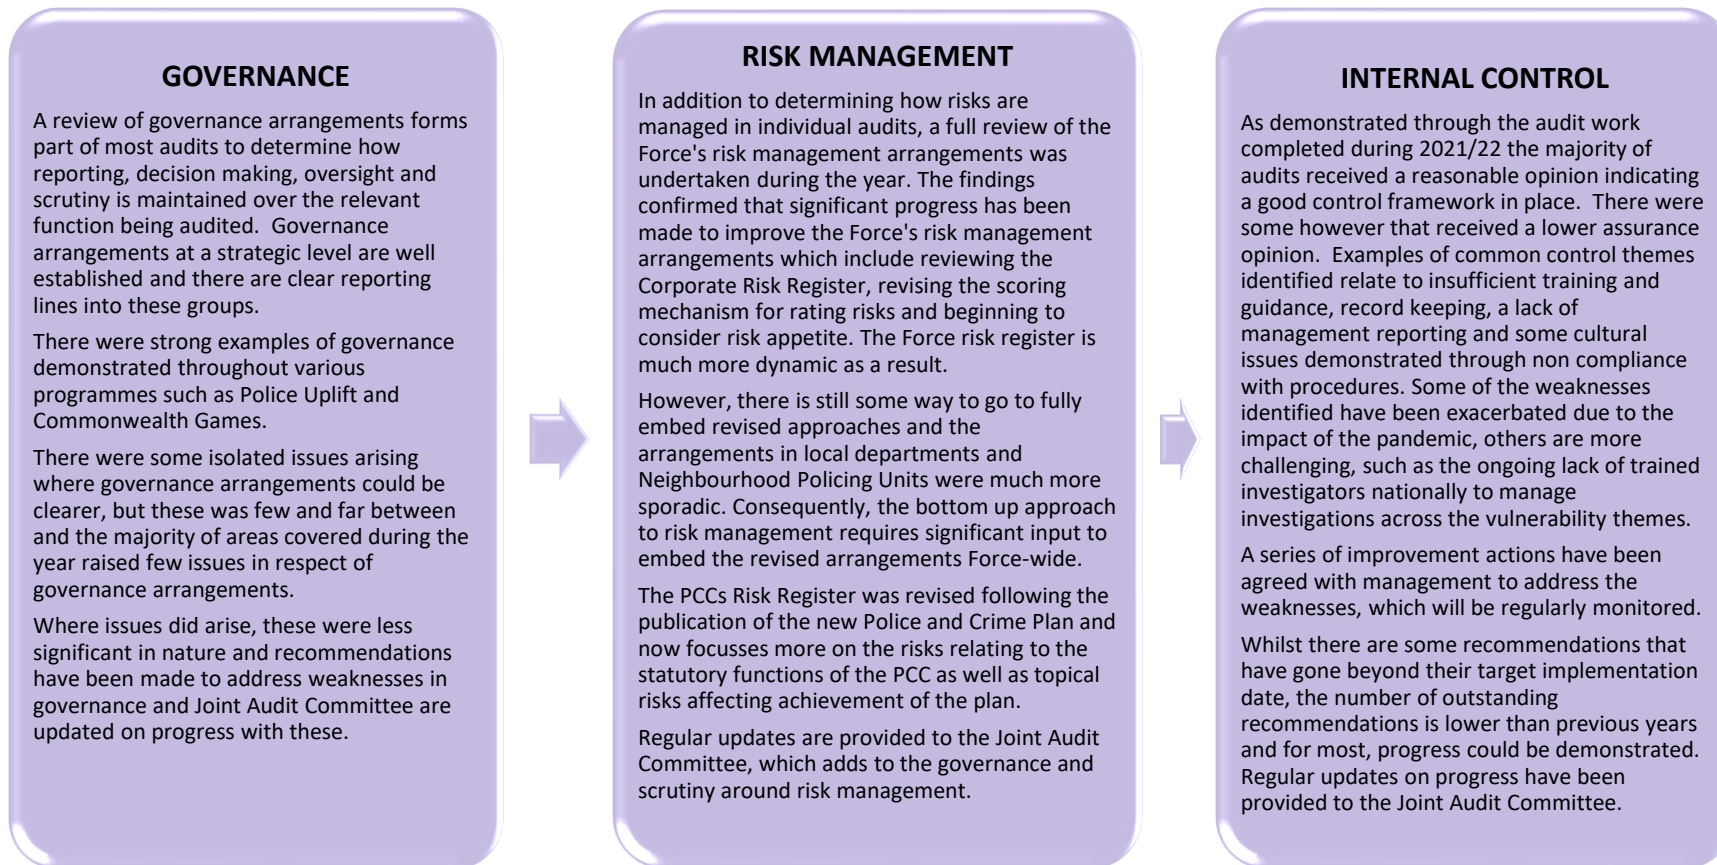 GOVERNANCE
A review of governance arrangements forms
part of most audits to determine how
reporting, decision making, oversight and
scrutiny is maintained over the relevant
function being audited.  Governance
arrangements at a strategic level are well
established and there are clear reporting
lines into these groups.
There were strong examples of governance
demonstrated throughout various
programmes such as Police Uplift and
Commonwealth Games.
There were some isolated issues arising
where governance arrangements could be
clearer, but these was few and far between
and the majority of areas covered during the
year raised few issues in respect of
governance arrangements.
Where issues did arise, these were less
significant in nature and recommendations
have been made to address weaknesses in
governance and Joint Audit Committee are
updated on progress with these.
RISK MANAGEMENT
In addition to determining how risks are
managed in individual audits, a full review of the
Force's risk management arrangements was
undertaken during the year. The findings
confirmed that significant progress has been
made to improve the Force's risk management
arrangements which include reviewing the
Corporate Risk Register, revising the scoring
mechanism for rating risks and beginning to
consider risk appetite. The Force risk register is
much more dynamic as a result.
However, there is still some way to go to fully
embed revised approaches and the
arrangements in local departments and
Neighbourhood Policing Units were much more
sporadic. Consequently, the bottom up approach
to risk management requires significant input to
embed the revised arrangements Force-wide.
The PCCs Risk Register was revised following the
publication of the new Police and Crime Plan and
now focusses more on the risks relating to the
statutory functions of the PCC as well as topical
risks affecting achievement of the plan.
Regular updates are provided to the Joint Audit
Committee, which adds to the governance and
scrutiny around risk management.
INTERNAL CONTROL
As demonstrated through the audit work
completed during 2021/22 the majority of
audits received a reasonable opinion indicating
a good control framework in place.  There were
some however that received a lower assurance
opinion.  Examples of common control themes
identified relate to insufficient training and
guidance, record keeping, a lack of
management reporting and some cultural
issues demonstrated through non compliance
with procedures. Some of the weaknesses
identified have been exacerbated due to the
impact of the pandemic, others are more
challenging, such as the ongoing lack of trained
investigators nationally to manage
investigations across the vulnerability themes.
A series of improvement actions have been
agreed with management to address the
weaknesses, which will be regularly monitored.
Whilst there are some recommendations that
have gone beyond their target implementation
date, the number of outstanding
recommendations is lower than previous years
and for most, progress could be demonstrated.
Regular updates on progress have been
provided to the Joint Audit Committee.